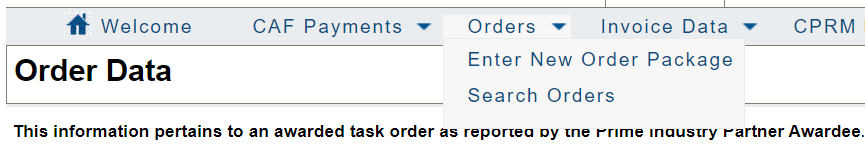 Welcome CAF Payments Orders Invoice Data CPRM
Enter New Order Package
Search Orders
Order Data
This information pertains to an awarded task order as reported by the Prime Industry Partner Awardee.